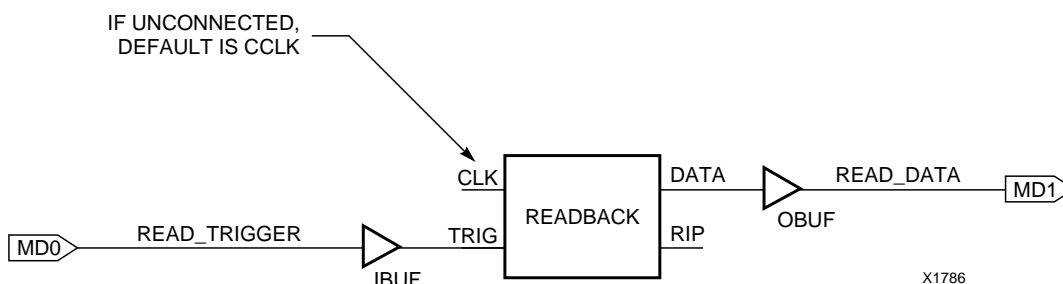 IF UNCONNECTED,
DEFAULT IS CCLK
CLK
DATA
READ_DATA
MD1
READBACK
OBUF
MD0
READ_TRIGGER
TRIG
RIP
IBUF
X1786